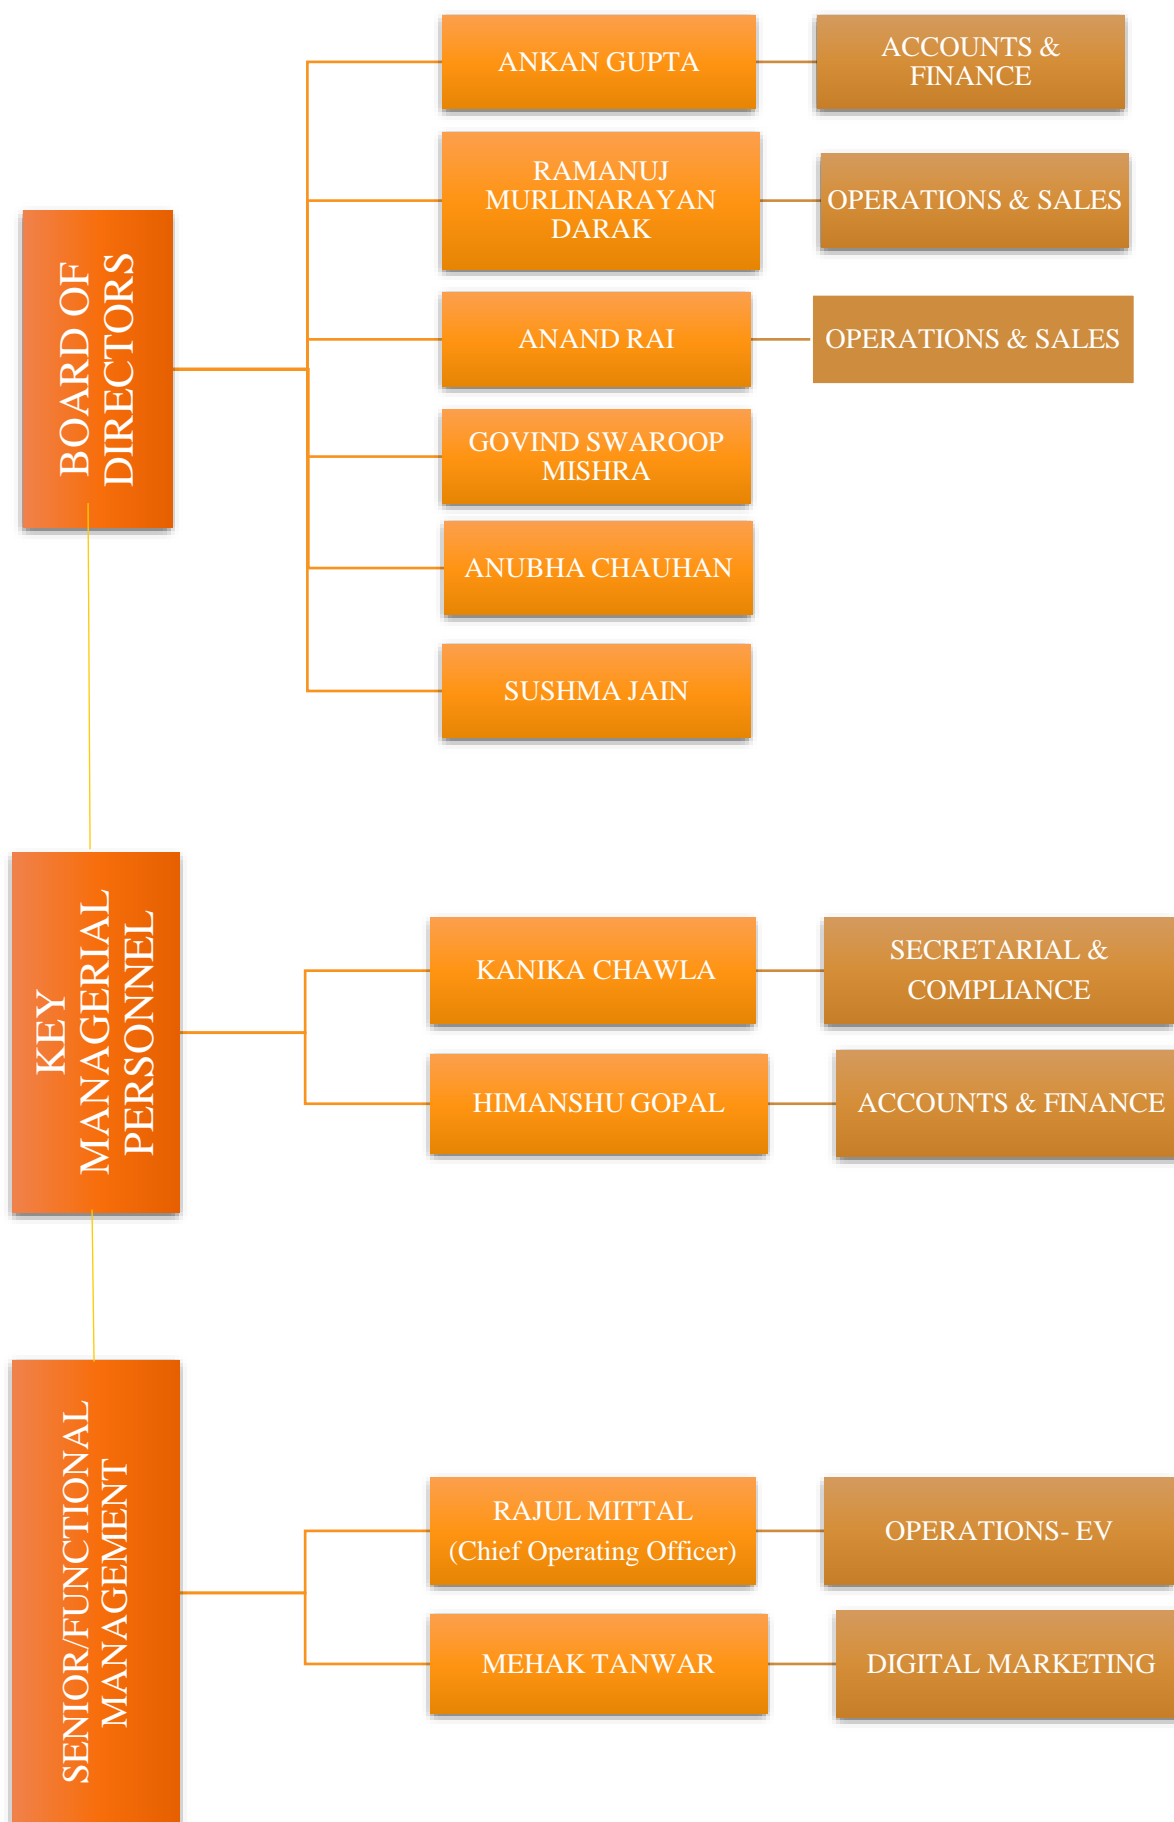 BOARD OF
DIRECTORS
ANKAN GUPTA
ACCOUNTS &
FINANCE
RAMANUJ
MURLINARAYAN
DARAK
OPERATIONS & SALES
ANAND RAI
OPERATIONS & SALES
GOVIND SWAROOP
MISHRA
ANUBHA CHAUHAN
SUSHMA JAIN
KEY
MANAGERIAL
PERSONNEL
KANIKA CHAWLA
SECRETARIAL &
COMPLIANCE
HIMANSHU GOPAL
ACCOUNTS & FINANCE
SENIOR/FUNCTIONAL
MANAGEMENT
RAJUL MITTAL
(Chief Operating Officer)
OPERATIONS- EV
MEHAK TANWAR
DIGITAL MARKETING